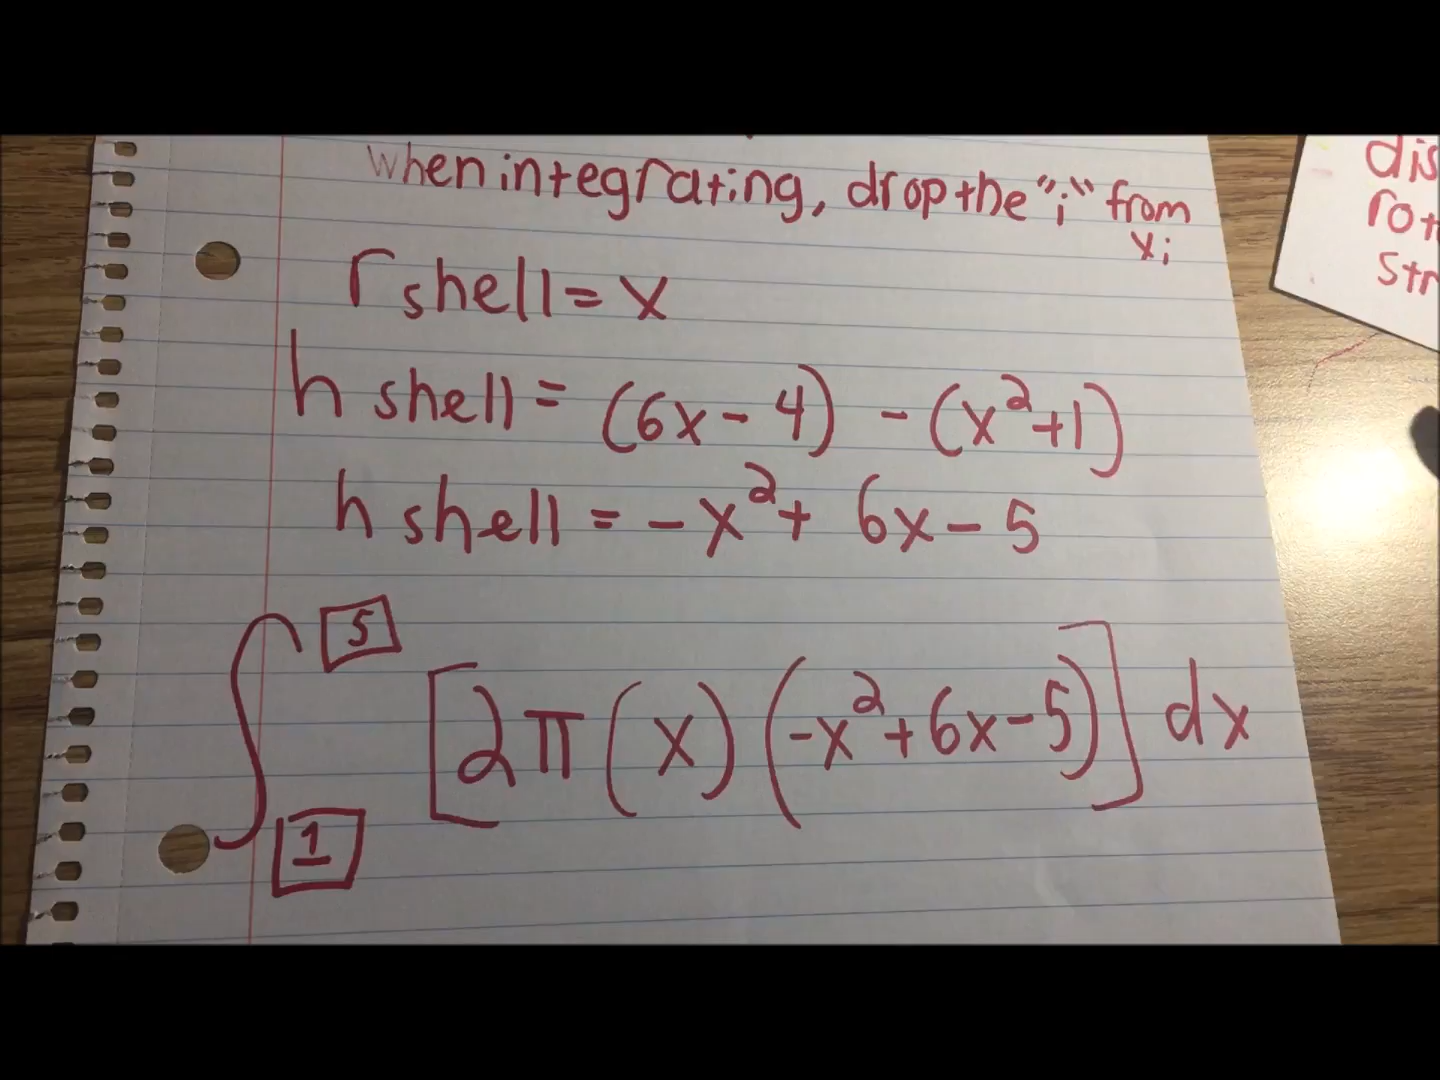 when integrating, drop the "i" from
xi
r shell = x
h shell = (6x - 4) - (x²+1)
h shell = -x² + 6x - 5
∫ 5 1 [2π(x)(-x²+6x-5)] dx